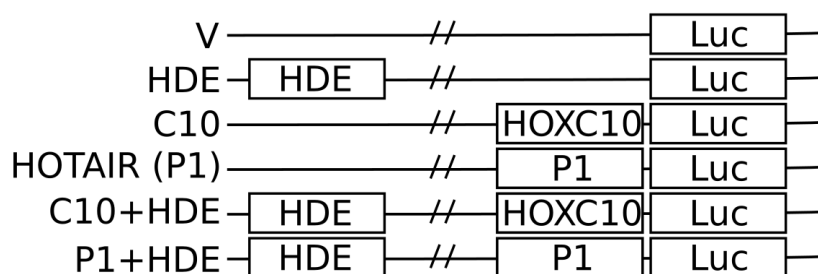 V // Luc
HDE HDE // Luc
C10 // HOXC10 Luc
HOTAIR (P1) // P1 Luc
C10+HDE HDE // HOXC10 Luc
P1+HDE HDE // P1 Luc